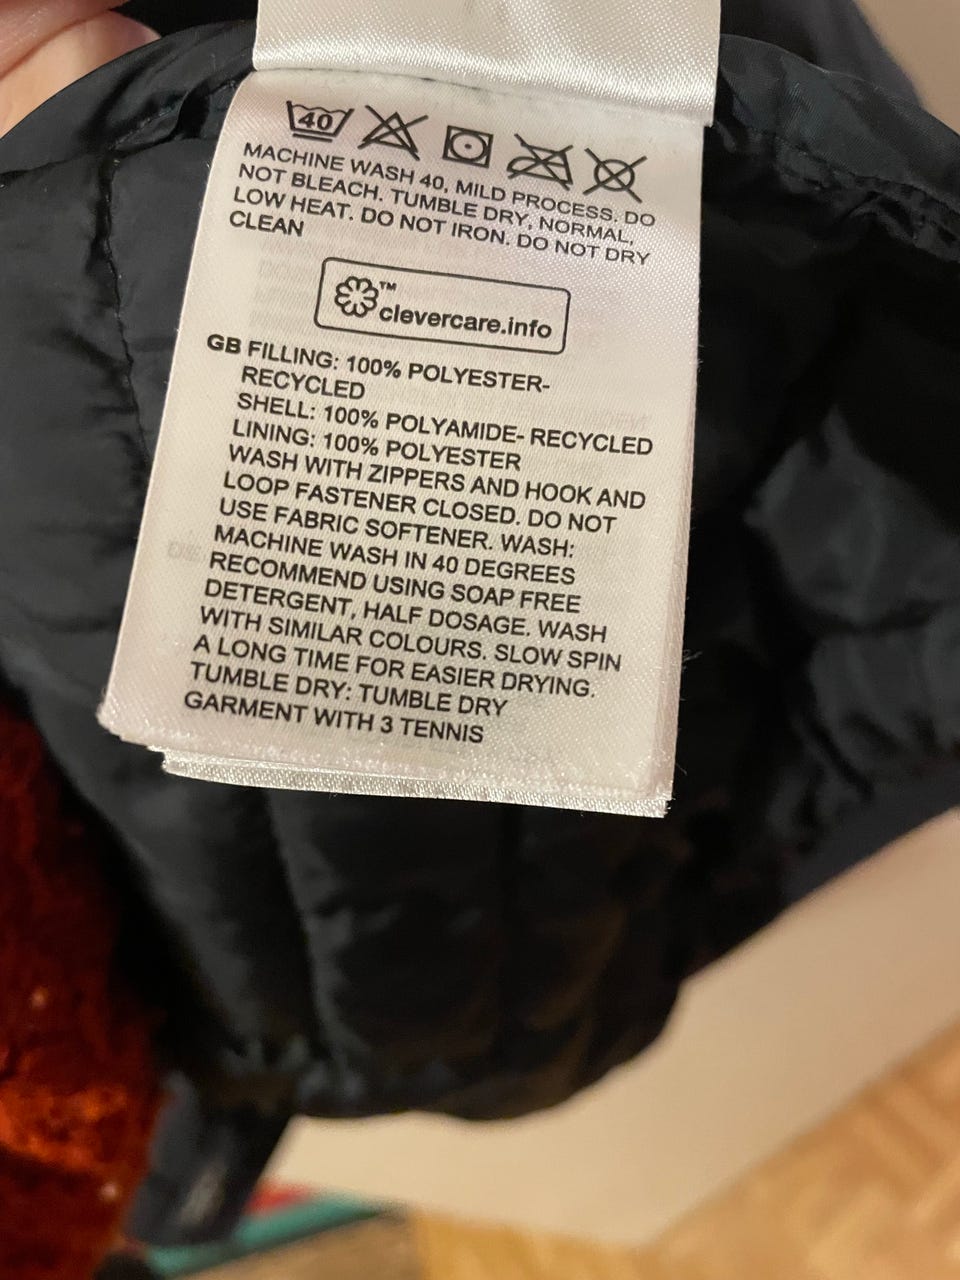 40
MACHINE WASH 40, MILD PROCESS. DO
NOT BLEACH. TUMBLE DRY, NORMAL,
LOW HEAT. DO NOT IRON. DO NOT DRY
CLEAN
™
clevercare.info
GB FILLING: 100% POLYESTER-
RECYCLED
SHELL: 100% POLYAMIDE- RECYCLED
LINING: 100% POLYESTER
WASH WITH ZIPPERS AND HOOK AND
LOOP FASTENER CLOSED. DO NOT
USE FABRIC SOFTENER. WASH:
MACHINE WASH IN 40 DEGREES
RECOMMEND USING SOAP FREE
DETERGENT, HALF DOSAGE. WASH
WITH SIMILAR COLOURS. SLOW SPIN
A LONG TIME FOR EASIER DRYING.
TUMBLE DRY: TUMBLE DRY
GARMENT WITH 3 TENNIS